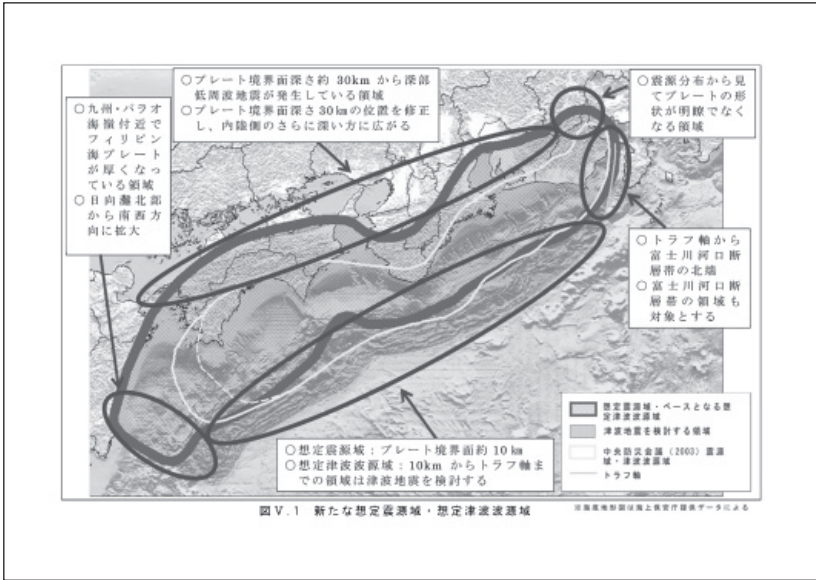 ○プレート境界面深さ約 30km から深部
低周波地震が発生している領域
○プレート境界面深さ30kmの位置を修正
し、内陸側のさらに深い方に広がる
○震源分布から見
てプレートの形
状が明瞭でなく
なる領域
○九州・パラオ
海嶺付近で
フィリピン
海プレート
が厚くなっ
ている領域
○日向灘北部
から南西方
向に拡大
○トラフ軸から
富士川河口断
層帯の北端
○富士川河口断
層帯の領域も
対象とする
○想定震源域：プレート境界面約10㎞
○想定津波波源域：10km からトラフ軸ま
での領域は津波地震を検討する
想定震源域・ベースとなる想
定津波波源域
津波地震を検討する領域
中央防災会議（2003）震源
域・津波波源域
トラフ軸
図Ⅴ.1 新たな想定震源域・想定津波波源域
※海底地形図は海上保安庁提供データによる